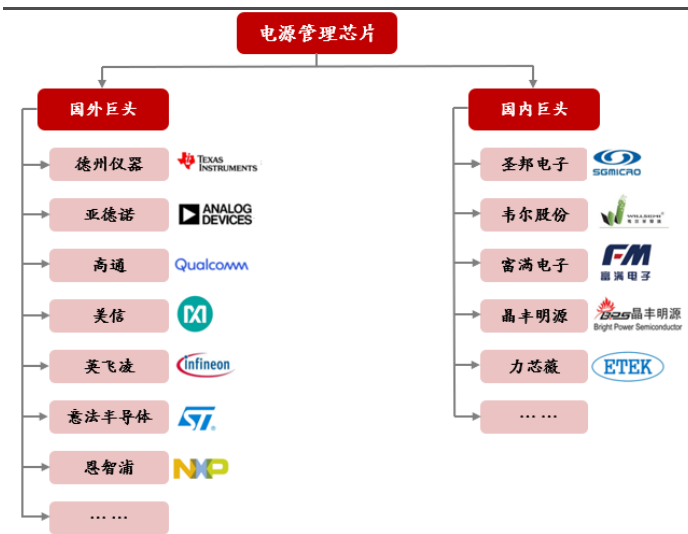 电源管理芯片
国外巨头
国内巨头
德州仪器
TEXAS
INSTRUMENTS
亚德诺
ANALOG
DEVICES
高通
Qualcomm
美信
英飞凌
infineon
意法半导体
ST
恩智浦
NXP
... ...
圣邦电子
SGMICRO
韦尔股份
WILLSEMI
富满电子
FM
富满电子
晶丰明源
BPS晶丰明源
Bright Power Semiconductor
力芯薇
ETEK
... ...